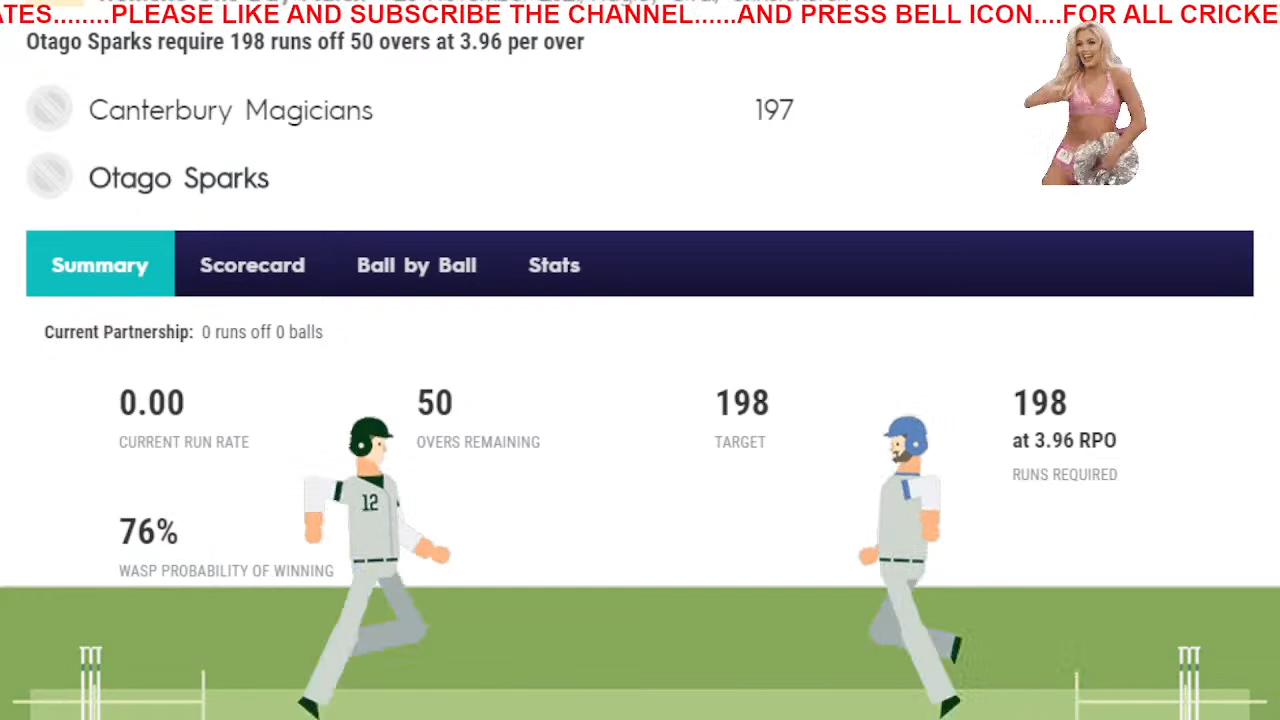 ATES........PLEASE LIKE AND SUBSCRIBE THE CHANNEL......AND PRESS BELL ICON....FOR ALL CRICKE
Otago Sparks require 198 runs off 50 overs at 3.96 per over
Canterbury Magicians 197
Otago Sparks
Summary Scorecard Ball by Ball Stats
Current Partnership: 0 runs off 0 balls
0.00 50 198 198
at 3.96 RPO
CURRENT RUN RATE OVERS REMAINING TARGET
RUNS REQUIRED
12
76%
WASP PROBABILITY OF WINNING